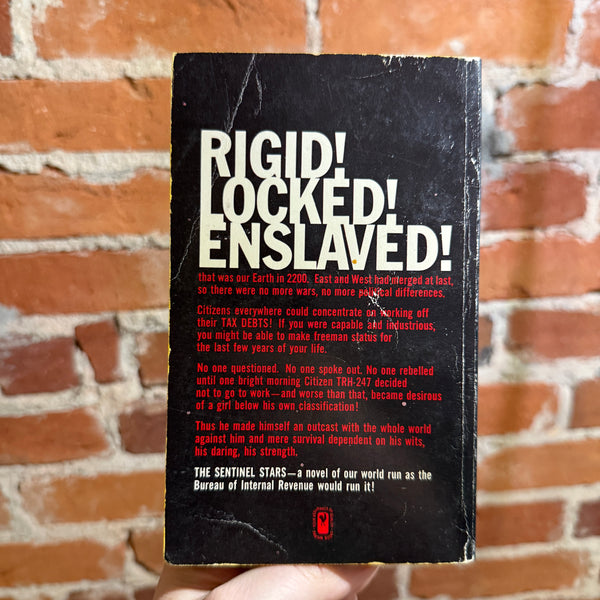 RIGID!
LOCKED!
ENSLAVED!
that was our Earth in 2200. East and West had merged at last,
so there were no more wars, no more political differences.
Citizens everywhere could concentrate on working off
their TAX DEBTS! If you were capable and industrious,
you might be able to make freeman status for
the last few years of your life.
No one questioned. No one spoke out. No one rebelled
until one bright morning Citizen TRH-247 decided
not to go to work—and worse than that, became desirous
of a girl below his own classification!
Thus he made himself an outcast with the whole world
against him and mere survival dependent on his wits,
his daring, his strength.
THE SENTINEL STARS—a novel of our world run as the
Bureau of Internal Revenue would run it!